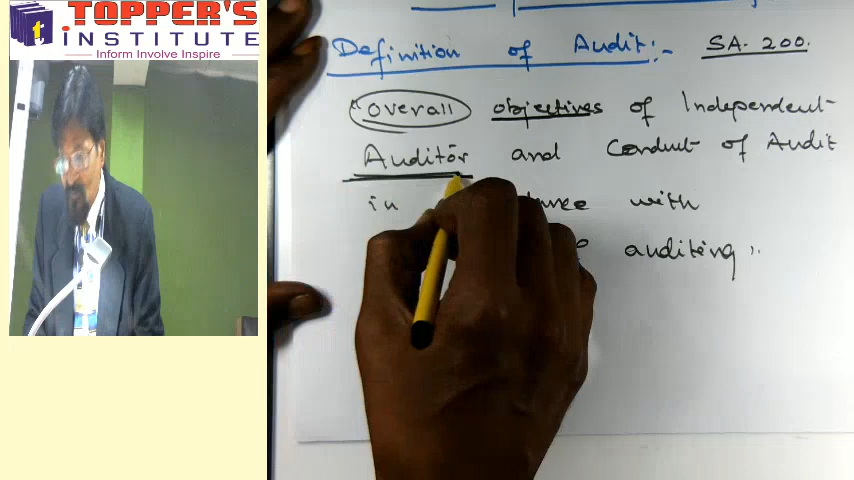 TOPPER'S
iNSTITUTE
Inform Involve Inspire
t
Definition of Audit:- SA-200.
"Overall objectives of Independent
Auditor and Conduct of Audit
in with
auditing"